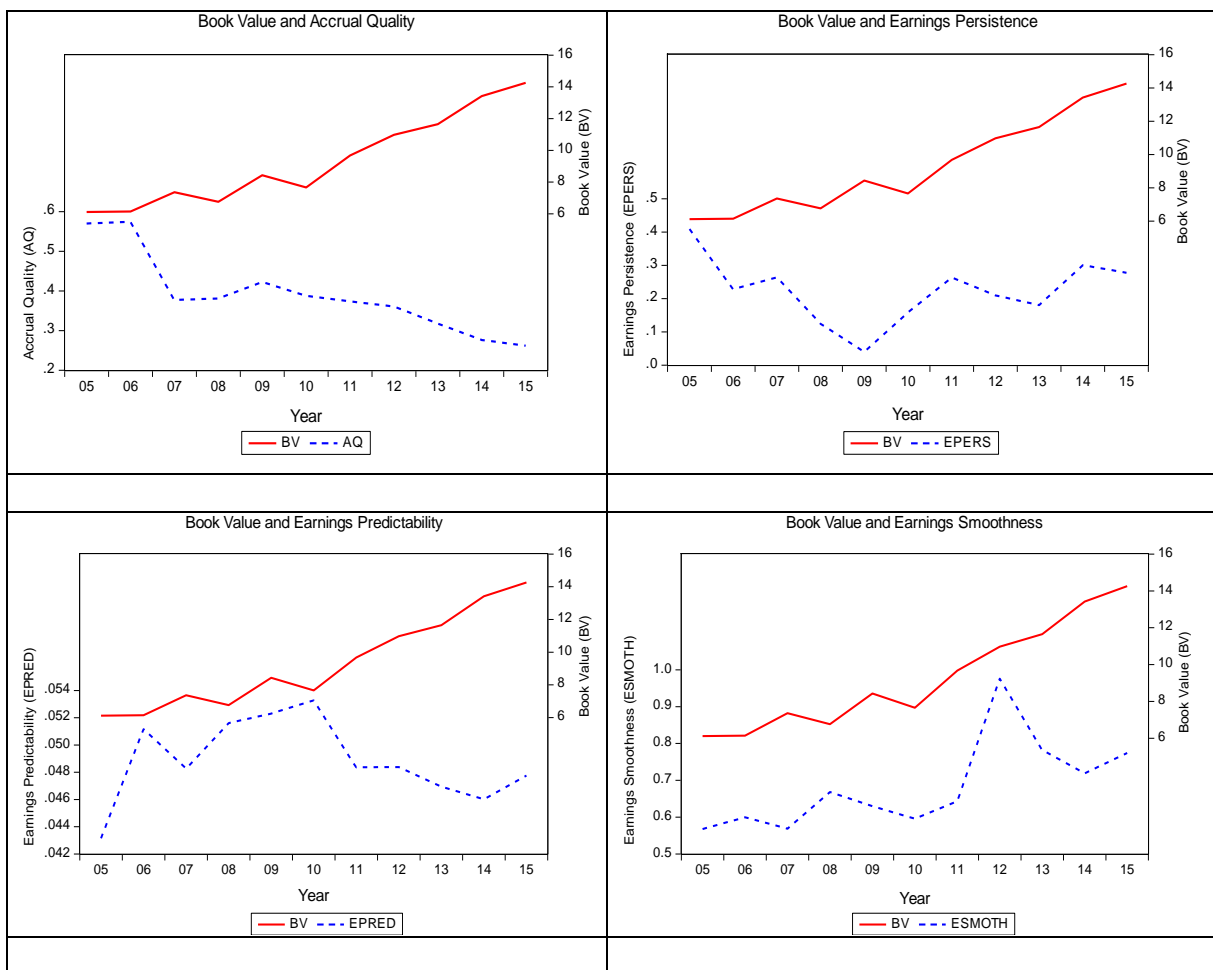 Book Value and Accrual Quality
16
14
12
10
8
6
Book Value (BV)
.6
.5
.4
.3
.2
Accrual Quality (AQ)
05 06 07 08 09 10 11 12 13 14 15
Year
BV AQ
Book Value and Earnings Persistence
16
14
12
10
8
6
Book Value (BV)
.5
.4
.3
.2
.1
.0
Earnings Persistence (EPERS)
05 06 07 08 09 10 11 12 13 14 15
Year
BV EPERS
Book Value and Earnings Predictability
16
14
12
10
8
6
Book Value (BV)
.054
.052
.050
.048
.046
.044
.042
Earnings Predictability (EPRED)
05 06 07 08 09 10 11 12 13 14 15
Year
BV EPRED
Book Value and Earnings Smoothness
16
14
12
10
8
6
Book Value (BV)
1.0
0.9
0.8
0.7
0.6
0.5
Earnings Smoothness (ESMOTH)
05 06 07 08 09 10 11 12 13 14 15
Year
BV ESMOTH